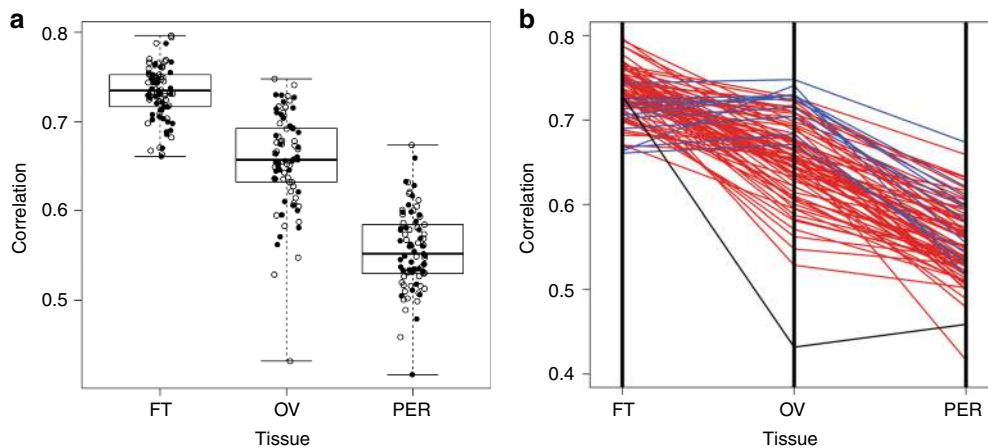 a
0.8
0.7
0.6
0.5
Correlation
FT
OV
PER
Tissue
b
0.8
0.7
0.6
0.5
0.4
Correlation
FT
OV
PER
Tissue